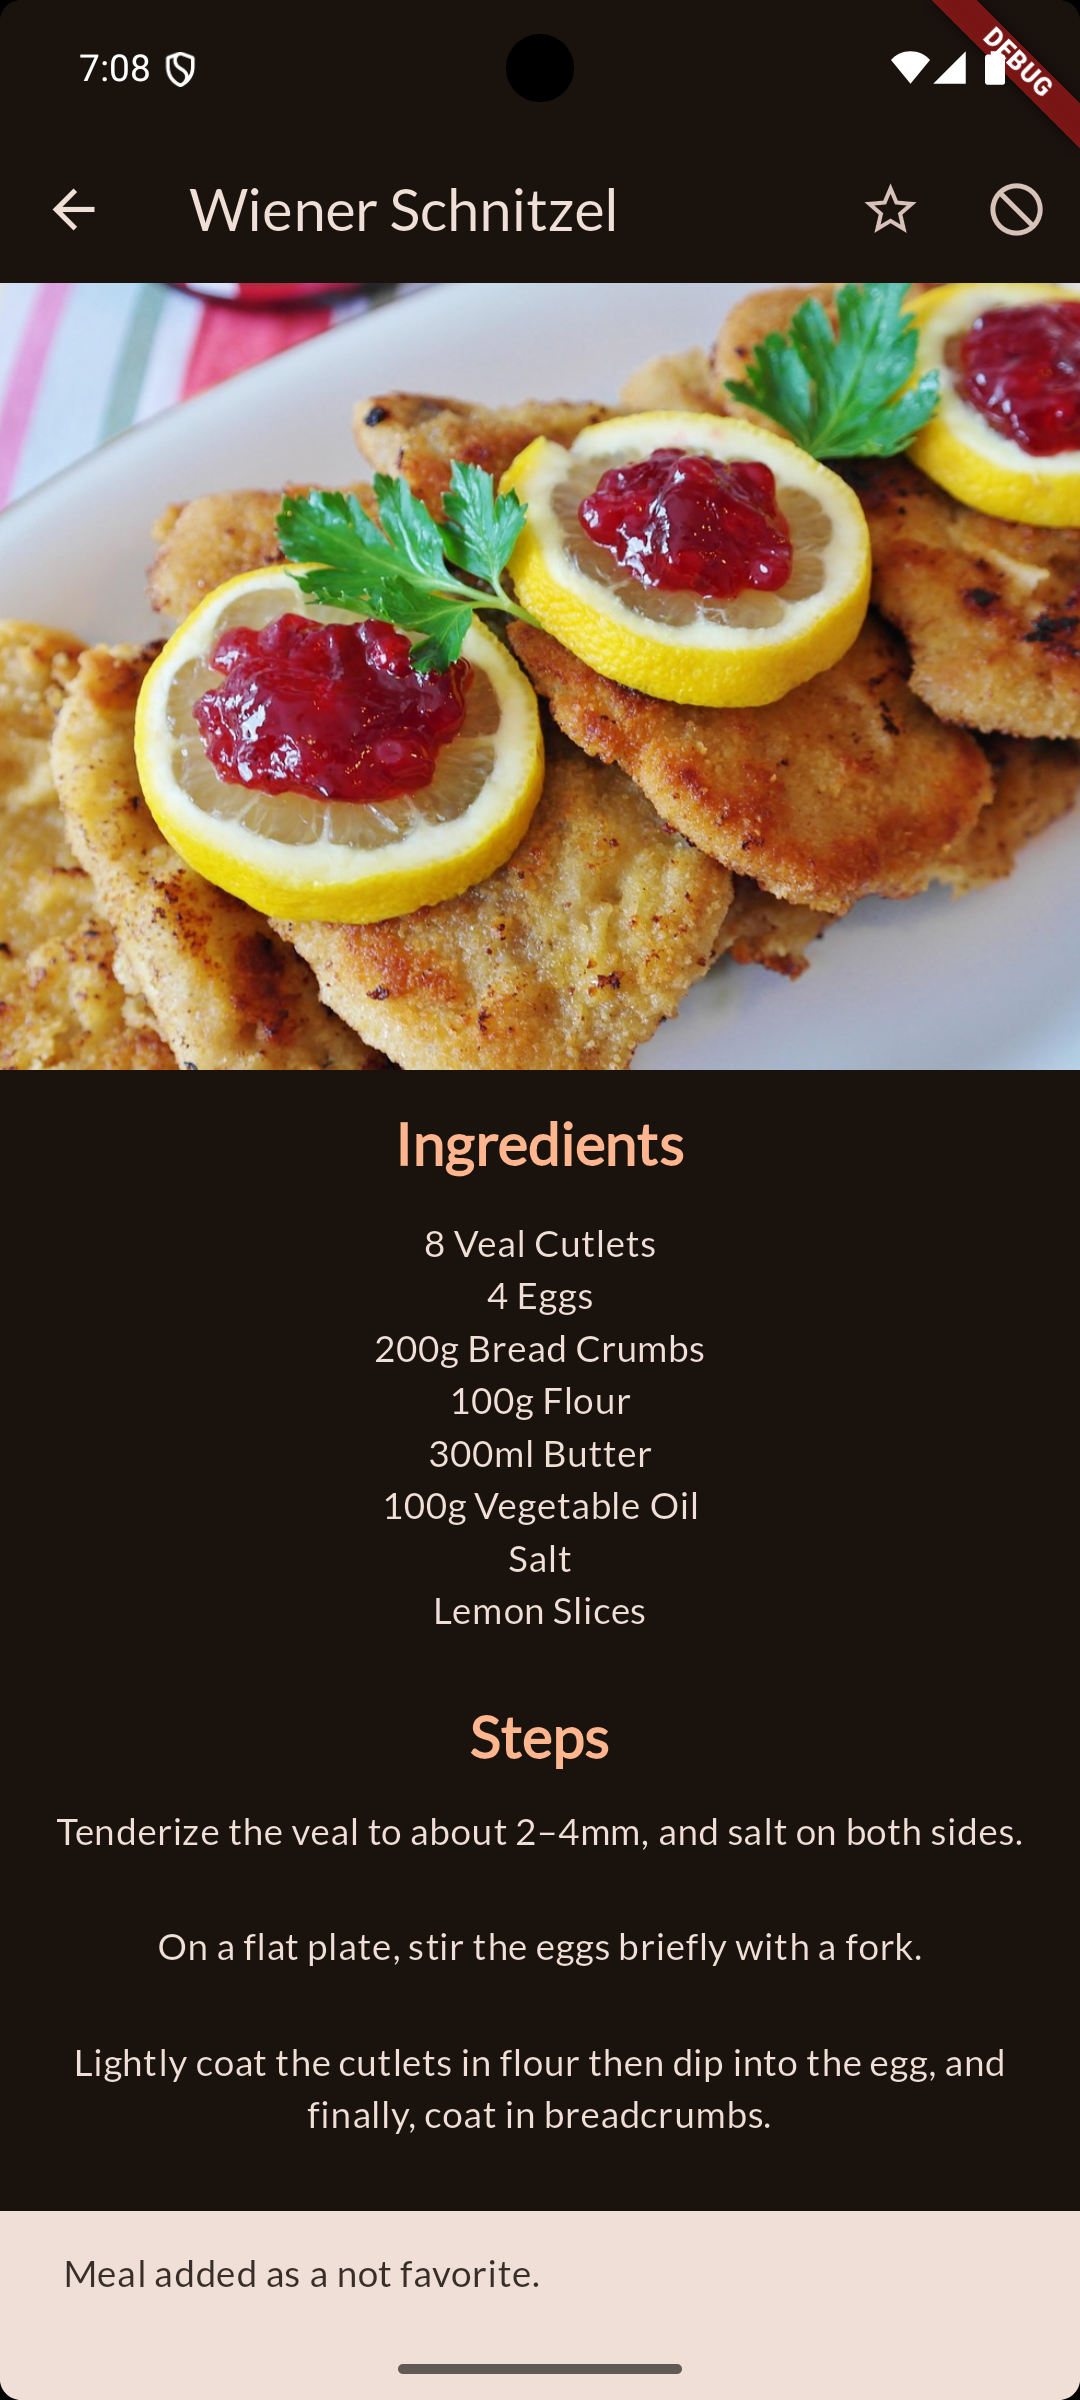 7:08
DEBUG
Wiener Schnitzel
Ingredients
8 Veal Cutlets
4 Eggs
200g Bread Crumbs
100g Flour
300ml Butter
100g Vegetable Oil
Salt
Lemon Slices
Steps
Tenderize the veal to about 2–4mm, and salt on both sides.
On a flat plate, stir the eggs briefly with a fork.
Lightly coat the cutlets in flour then dip into the egg, and
finally, coat in breadcrumbs.
Meal added as a not favorite.